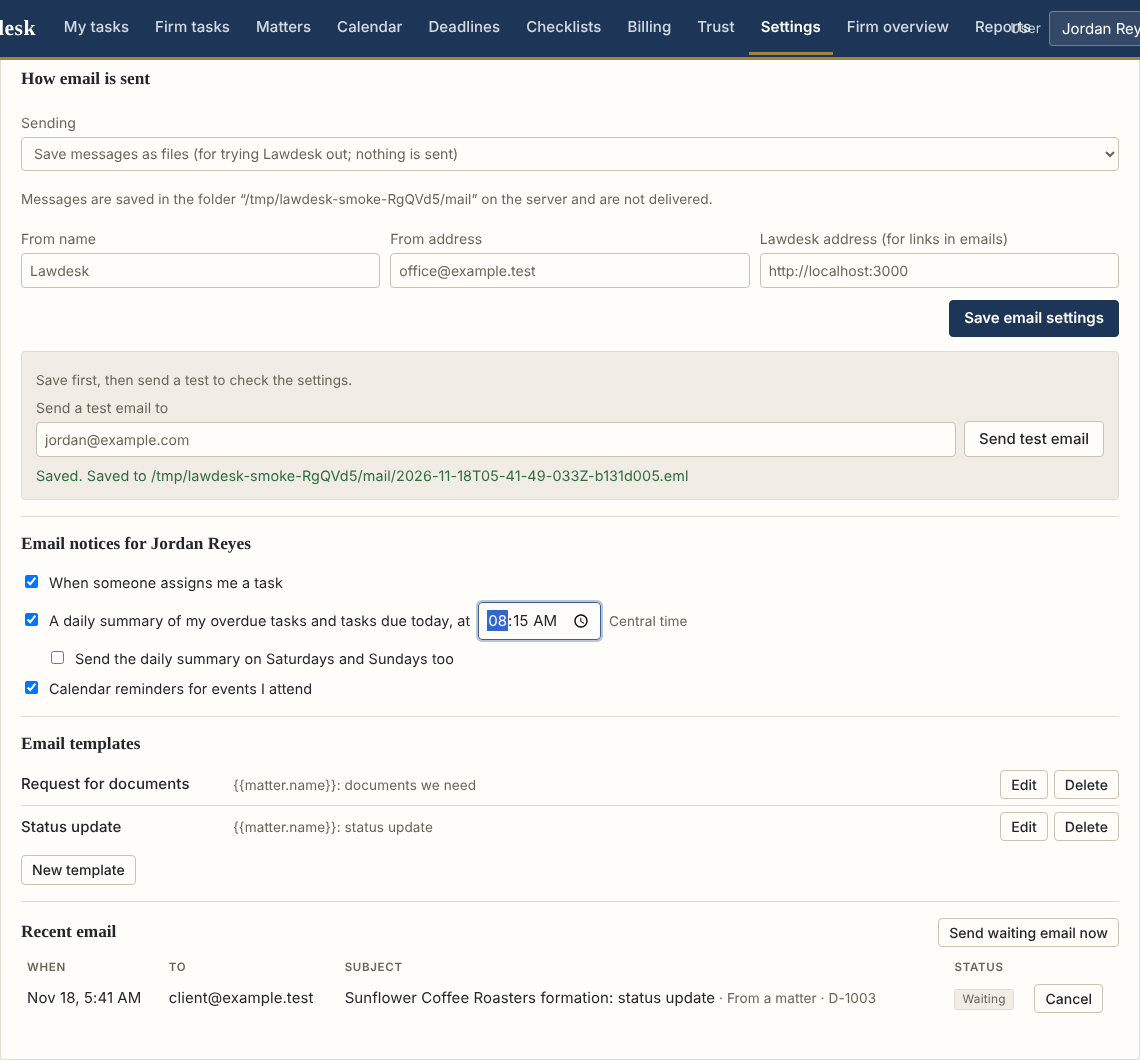 desk My tasks Firm tasks Matters Calendar Deadlines Checklists Billing Trust Settings Firm overview Reports User Jordan Rey
How email is sent
Sending
Save messages as files (for trying Lawdesk out; nothing is sent)
Messages are saved in the folder “/tmp/lawdesk-smoke-RgQVd5/mail” on the server and are not delivered.
From name From address Lawdesk address (for links in emails)
Lawdesk office@example.test http://localhost:3000
Save email settings
Save first, then send a test to check the settings.
Send a test email to
jordan@example.com Send test email
Saved. Saved to /tmp/lawdesk-smoke-RgQVd5/mail/2026-11-18T05-41-49-033Z-b131d005.eml
Email notices for Jordan Reyes
When someone assigns me a task
A daily summary of my overdue tasks and tasks due today, at 08:15 AM Central time
Send the daily summary on Saturdays and Sundays too
Calendar reminders for events I attend
Email templates
Request for documents {{matter.name}}: documents we need Edit Delete
Status update {{matter.name}}: status update Edit Delete
New template
Recent email Send waiting email now
WHEN TO SUBJECT STATUS
Nov 18, 5:41 AM client@example.test Sunflower Coffee Roasters formation: status update · From a matter · D-1003 Waiting Cancel